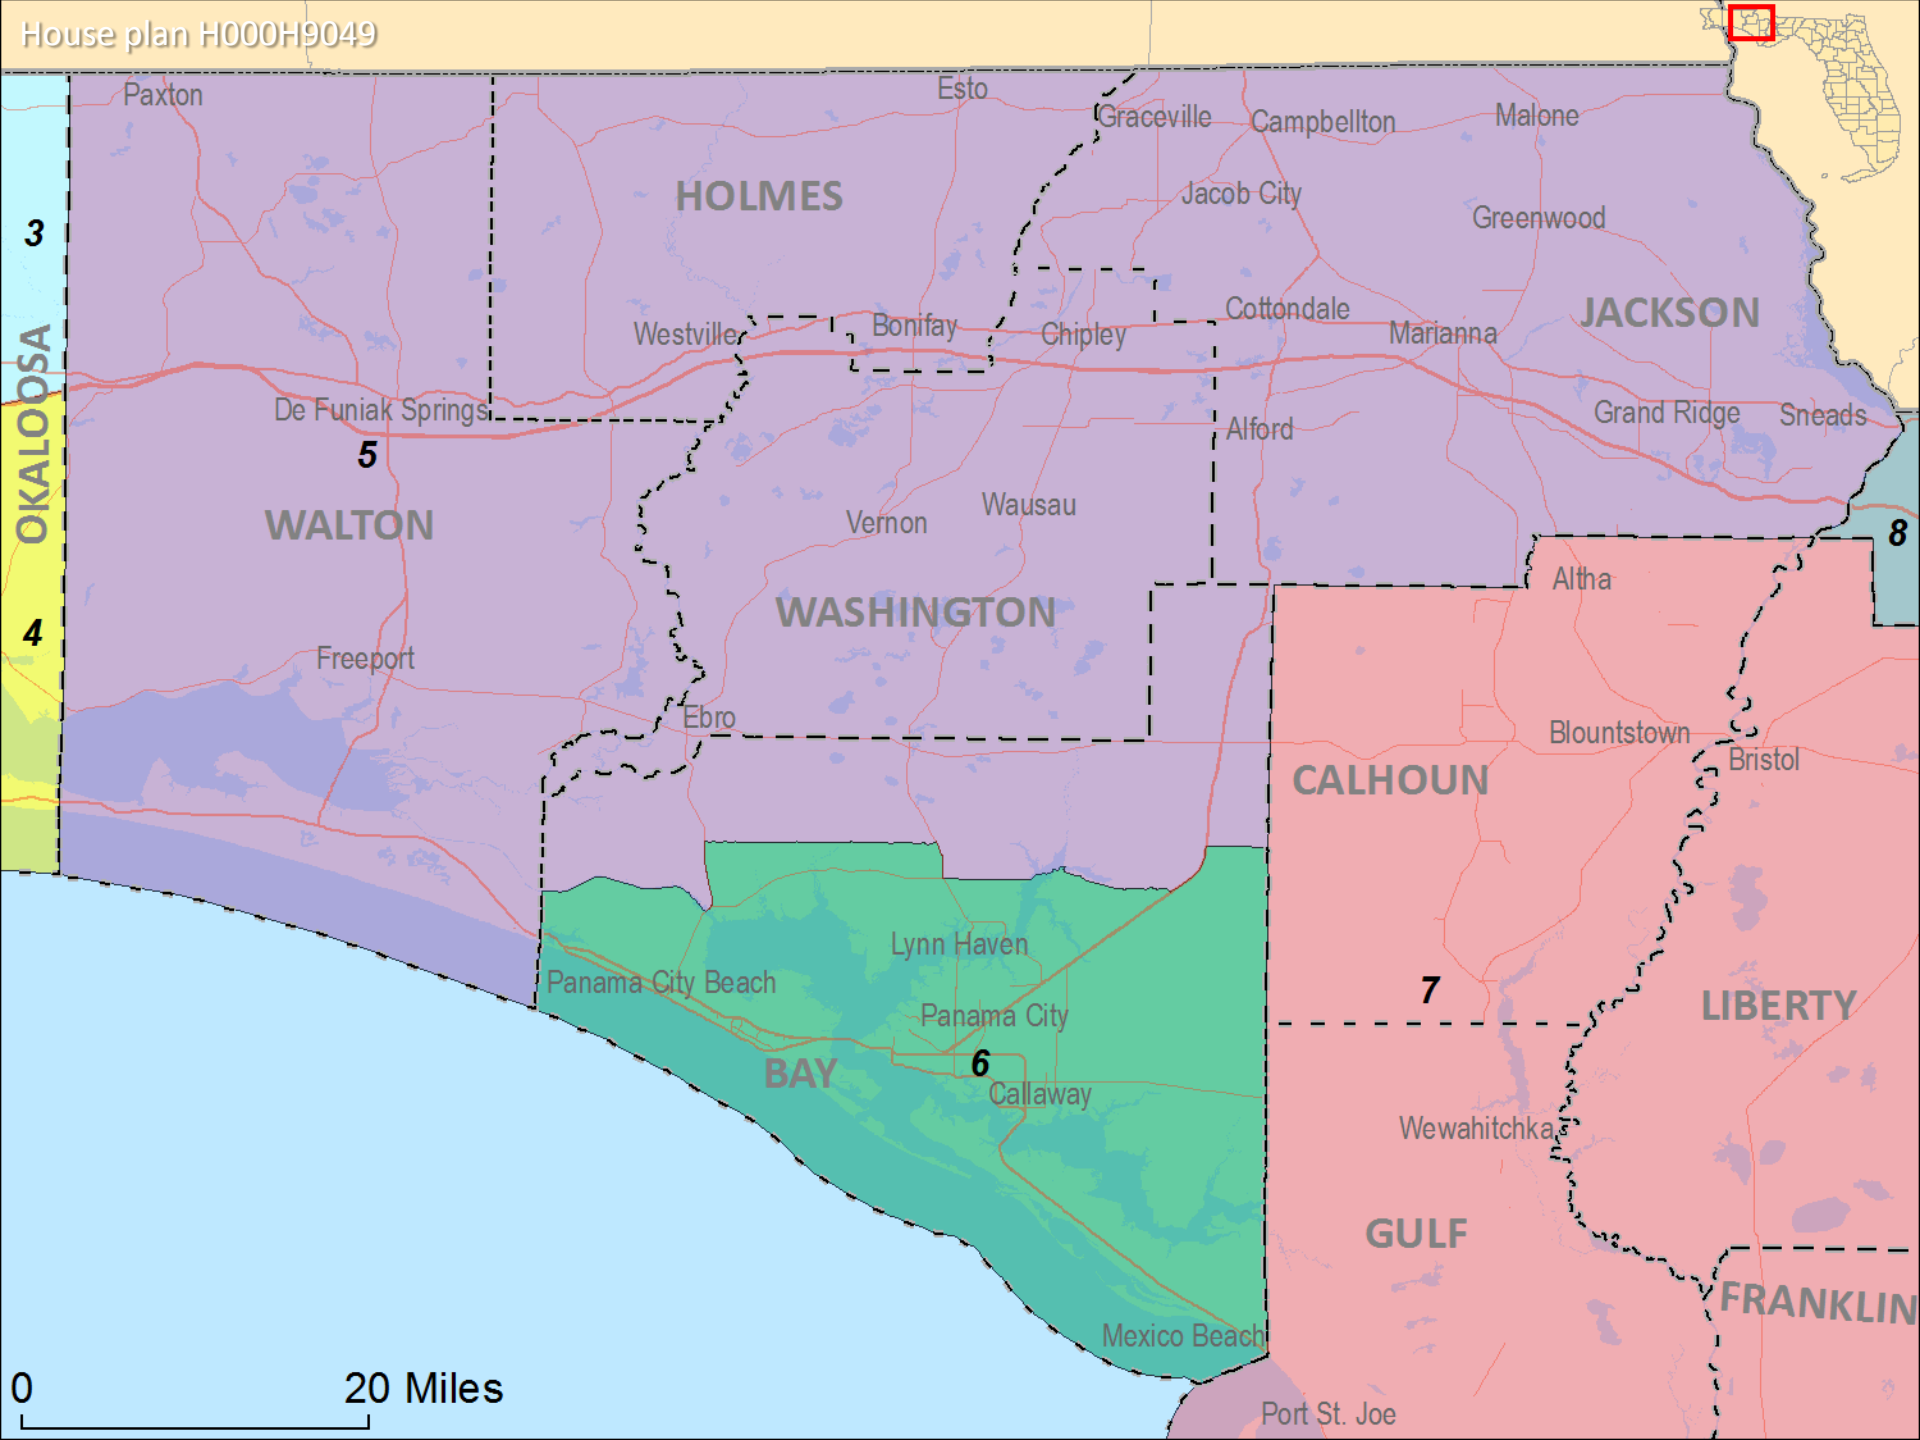 House plan H000H9049
Paxton
Esto
Graceville
Campbellton
Malone
HOLMES
Jacob City
Greenwood
3
Cottondale
JACKSON
Westville
Bonifay
Chipley
Marianna
OKALOOSA
De Funiak Springs
Grand Ridge
Sneads
Alford
5
WALTON
Vernon
Wausau
8
Altha
WASHINGTON
4
Freeport
Ebro
Blountstown
Bristol
CALHOUN
Lynn Haven
Panama City Beach
7
LIBERTY
Panama City
6
BAY
Callaway
Wewahitchka
GULF
FRANKLIN
Mexico Beach
0 20 Miles
Port St. Joe